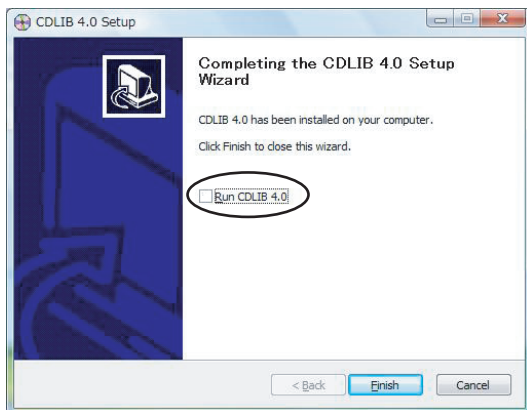 CDLIB 4.0 Setup
Completing the CDLIB 4.0 Setup
Wizard
CDLIB 4.0 has been installed on your computer.
Click Finish to close this wizard.
Run CDLIB 4.0
< Back
Finish
Cancel